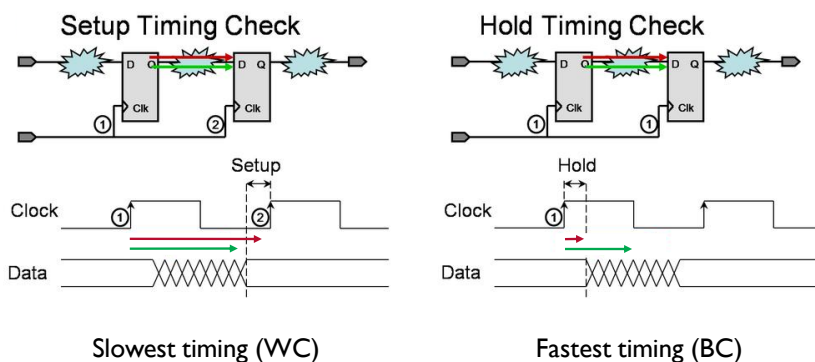 Setup Timing Check
D Q D Q
Clk Clk
1 2
Setup
Clock 1 2
Data
Slowest timing (WC)
Hold Timing Check
D Q D Q
Clk Clk
1 1
Hold
Clock 1
Data
Fastest timing (BC)